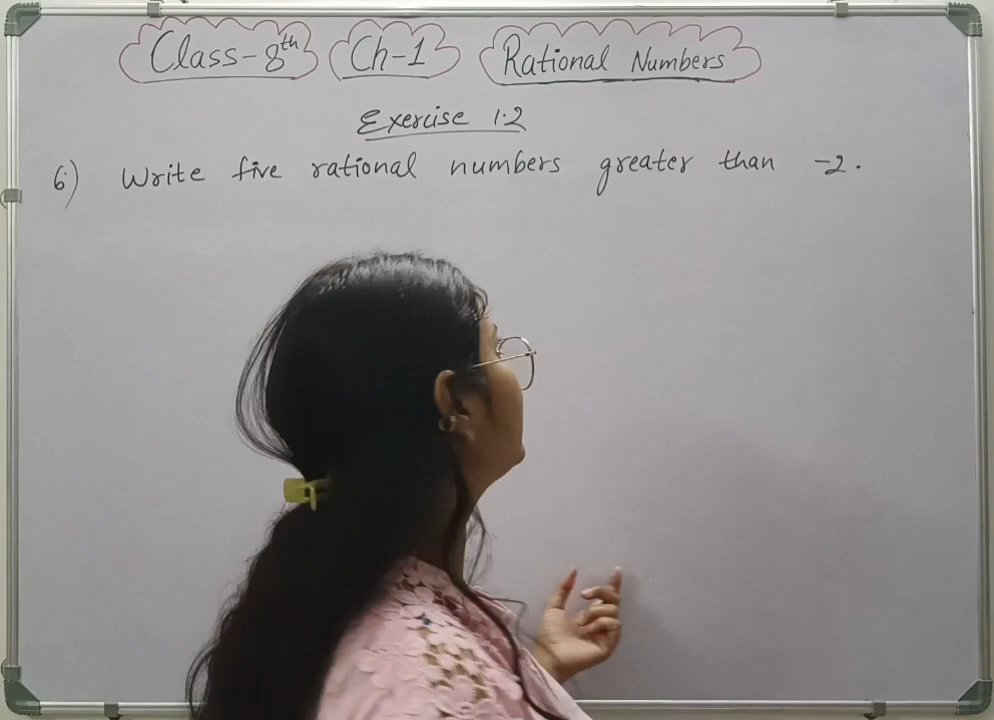 Class-8th Ch-1 Rational Numbers
Exercise 1.2
6) Write five rational numbers greater than -2.